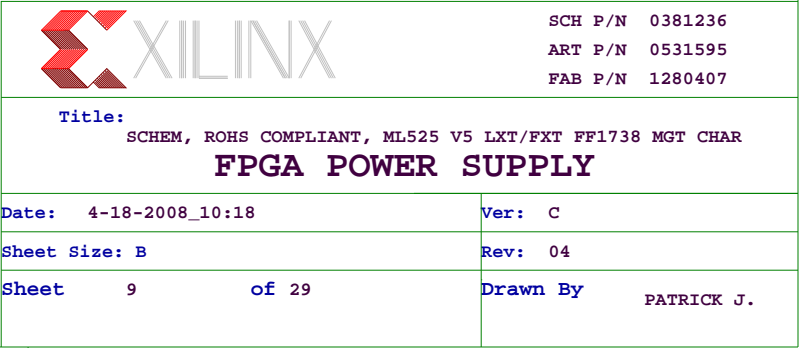 XILINX
SCH P/N 0381236
ART P/N 0531595
FAB P/N 1280407
Title:
SCHEM, ROHS COMPLIANT, ML525 V5 LXT/FXT FF1738 MGT CHAR
FPGA POWER SUPPLY
Date: 4-18-2008_10:18 Ver: C
Sheet Size: B Rev: 04
Sheet 9 of 29 Drawn By PATRICK J.